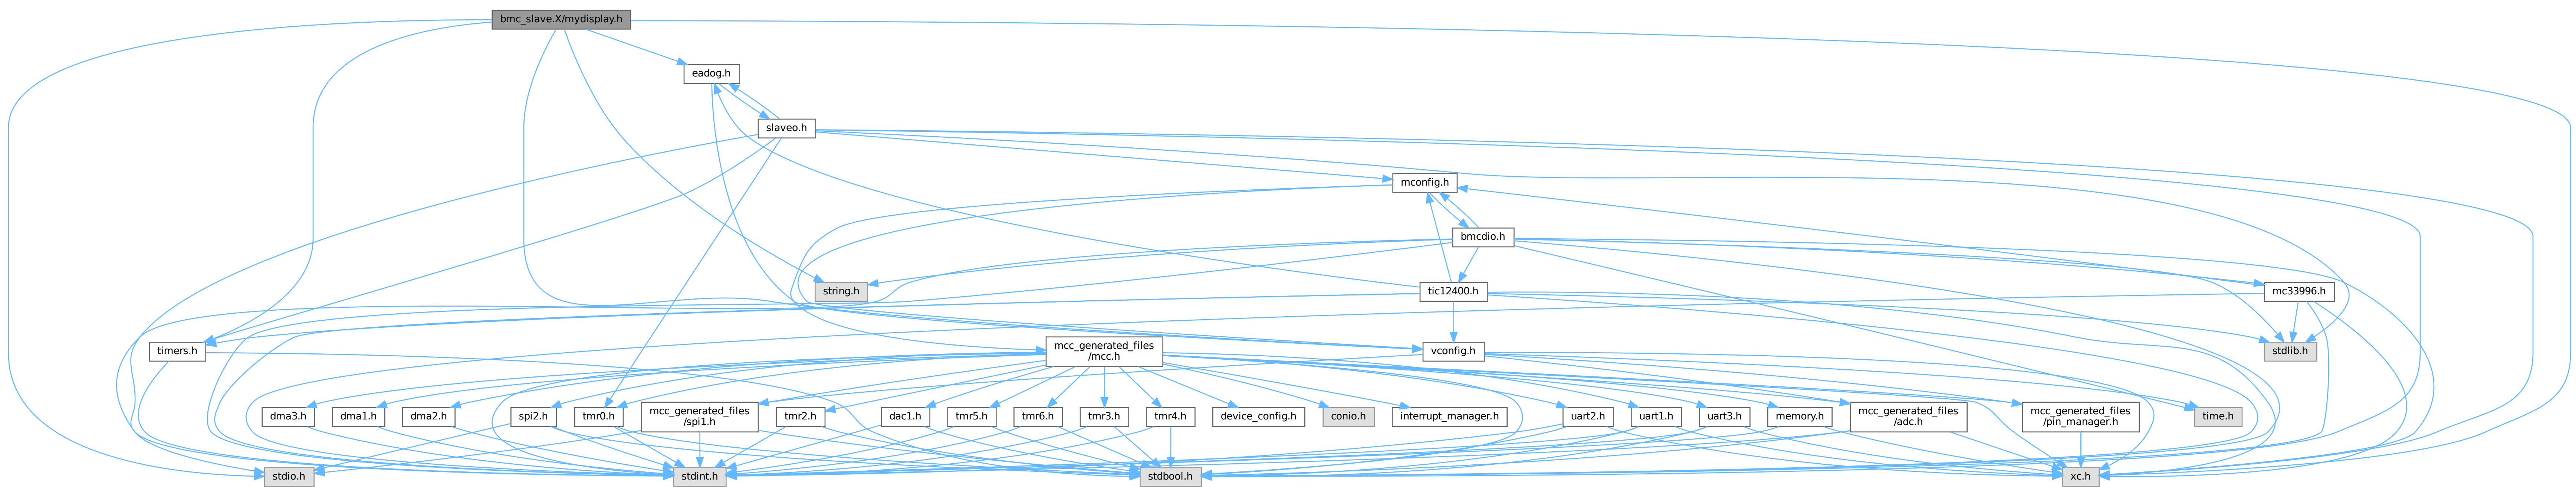 bmc_slave.X/mydisplay.h
eadog.h
slaveo.h
mconfig.h
bmcdio.h
string.h
tic12400.h
mc33996.h
timers.h
mcc_generated_files
/mcc.h
vconfig.h
stdlib.h
dma3.h
dma1.h
dma2.h
spi2.h
tmr0.h
mcc_generated_files
/spi1.h
tmr2.h
dac1.h
tmr5.h
tmr6.h
tmr3.h
tmr4.h
device_config.h
conio.h
interrupt_manager.h
uart2.h
uart1.h
uart3.h
memory.h
mcc_generated_files
/adc.h
mcc_generated_files
/pin_manager.h
time.h
stdio.h
stdint.h
stdbool.h
xc.h